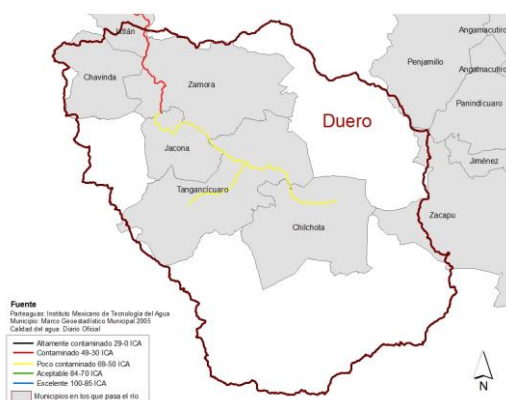 Ixtlán
Angamacutiro
Penjamillo
Chavinda
Zamora
Angamacutiro
Panindicuaro
Duero
Jacona
Jiménez
Tangancicuaro
Zacapu
Chilchota
Fuente
Parteaguas: Instituto Mexicano de Tecnología del Agua
Municipio: Marco Geoestadístico Municipal 2005
Calidad del agua: Diario Oficial
Altamente contaminado 29-0 ICA
Contaminado 49-30 ICA
Poco contaminado 69-50 ICA
Aceptable 84-70 ICA
Excelente 100-85 ICA
Municipios en los que pasa el río
N